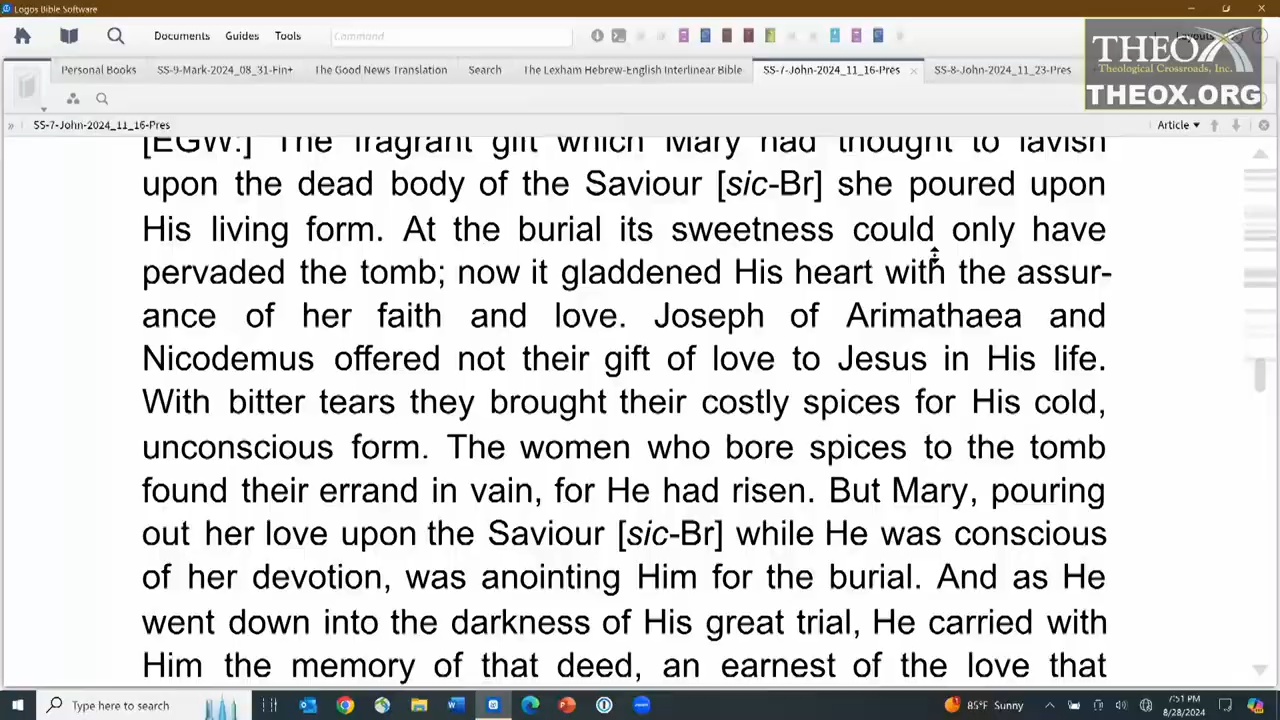 Logos Bible Software
Documents Guides Tools Command
THEOX
Theological Crossroads, Inc.
THEOX.ORG
Personal Books SS-9-Mark-2024_08_31-Fin+ The Good News Translation The Lexham Hebrew-English Interlinear Bible SS-7-John-2024_11_16-Pres SS-8-John-2024_11_23-Pres
» SS-7-John-2024_11_16-Pres Article
[EGW:] The fragrant gift which Mary had thought to lavish
upon the dead body of the Saviour [sic-Br] she poured upon
His living form. At the burial its sweetness could only have
pervaded the tomb; now it gladdened His heart with the assur-
ance of her faith and love. Joseph of Arimathaea and
Nicodemus offered not their gift of love to Jesus in His life.
With bitter tears they brought their costly spices for His cold,
unconscious form. The women who bore spices to the tomb
found their errand in vain, for He had risen. But Mary, pouring
out her love upon the Saviour [sic-Br] while He was conscious
of her devotion, was anointing Him for the burial. And as He
went down into the darkness of His great trial, He carried with
Him the memory of that deed, an earnest of the love that
Type here to search 85°F Sunny 7:51 PM
8/28/2024